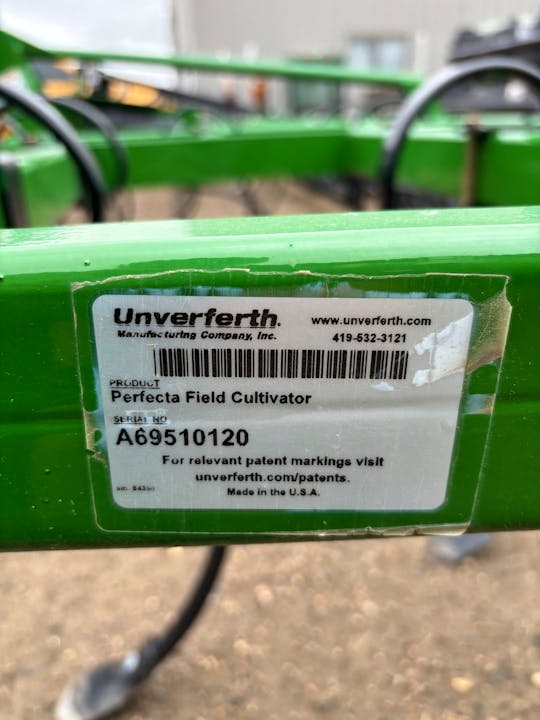 Unverferth.
www.unverferth.com
Manufacturing Company, Inc.
419-532-3121
PRODUCT
Perfecta Field Cultivator
SERIAL NO
A69510120
For relevant patent markings visit
unverferth.com/patents.
Made in the U.S.A.